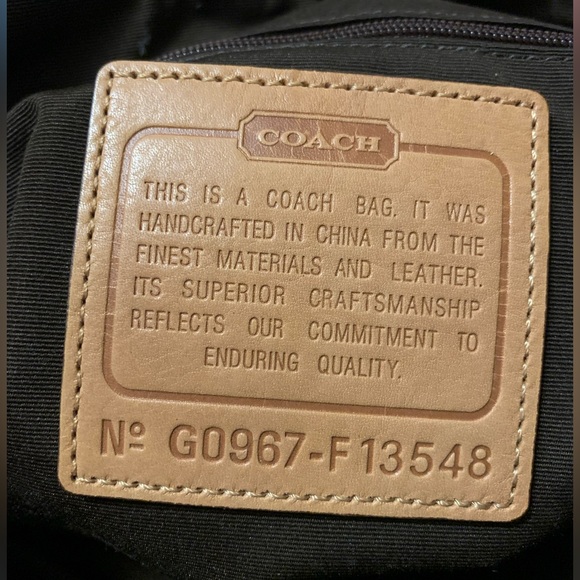 COACH
THIS IS A COACH BAG. IT WAS
HANDCRAFTED IN CHINA FROM THE
FINEST MATERIALS AND LEATHER.
ITS SUPERIOR CRAFTSMANSHIP
REFLECTS OUR COMMITMENT TO
ENDURING QUALITY.
Nº G0967-F13548